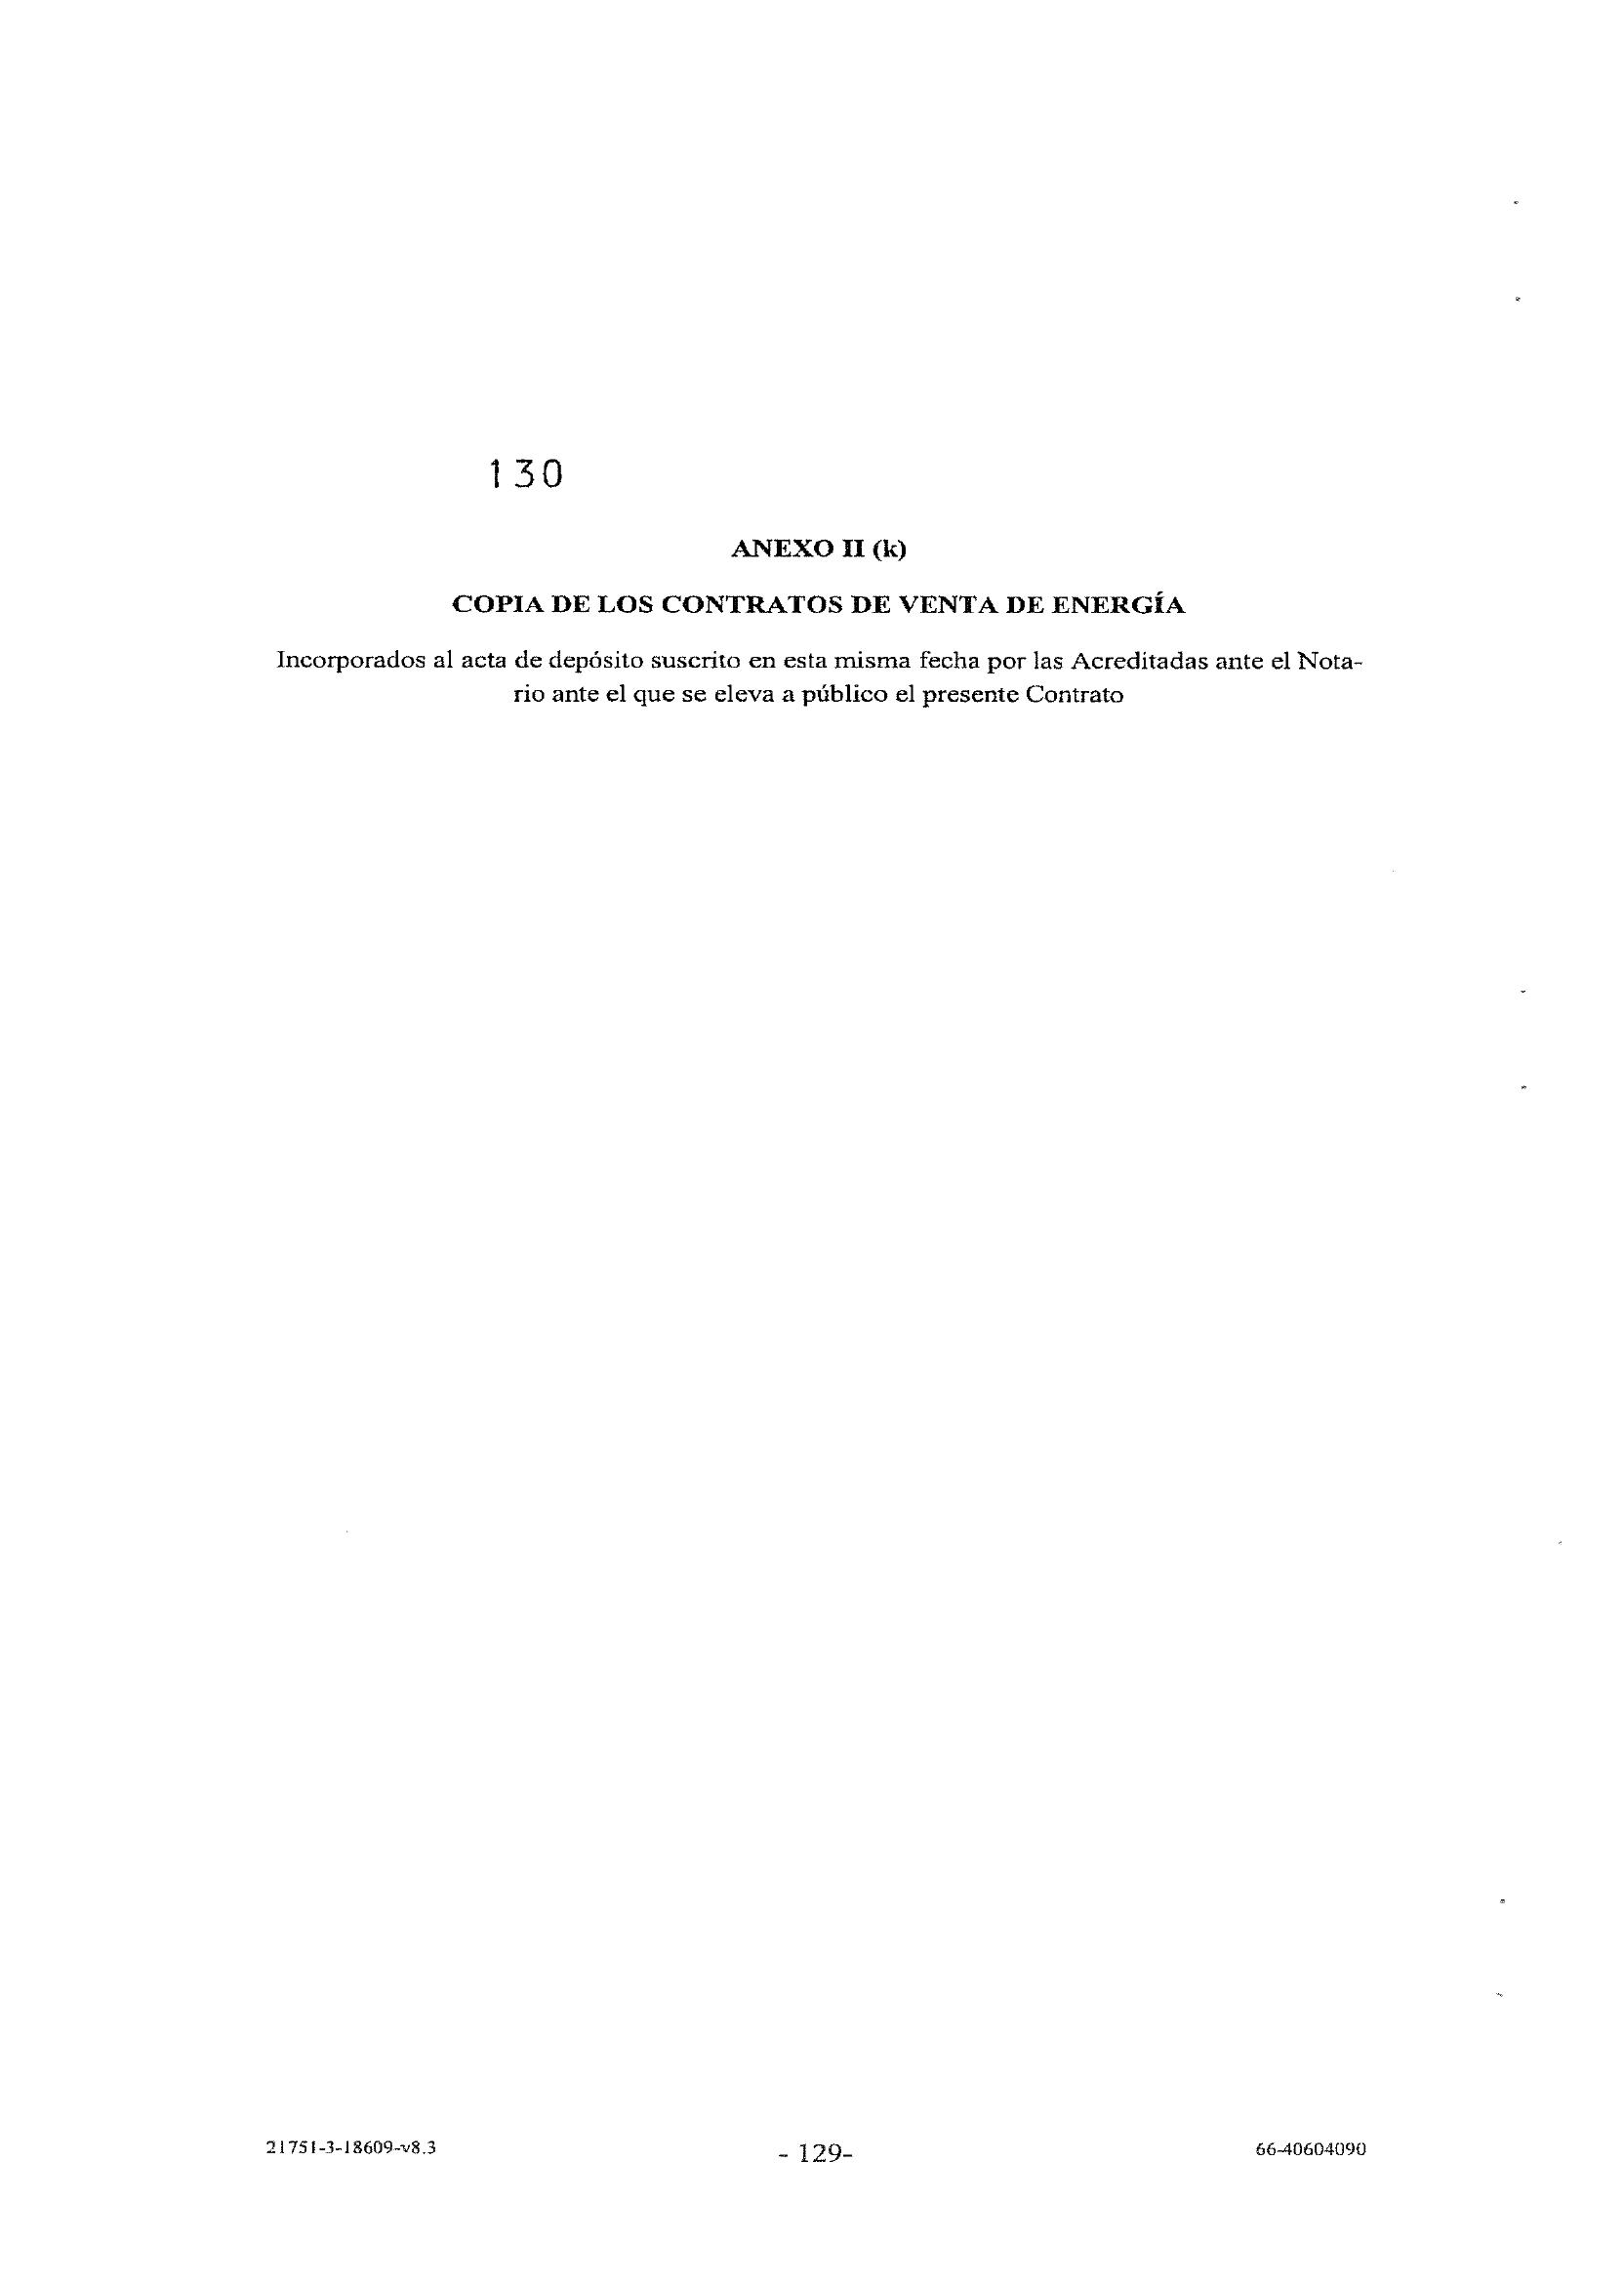 130
ANEXO II (k)
COPIA DE LOS CONTRATOS DE VENTA DE ENERGÍA
Incorporados al acta de depósito suscrito en esta misma fecha por las Acreditadas ante el Nota-
rio ante el que se eleva a público el presente Contrato
21751-3-18609-v8.3
- 129-
66-40604090